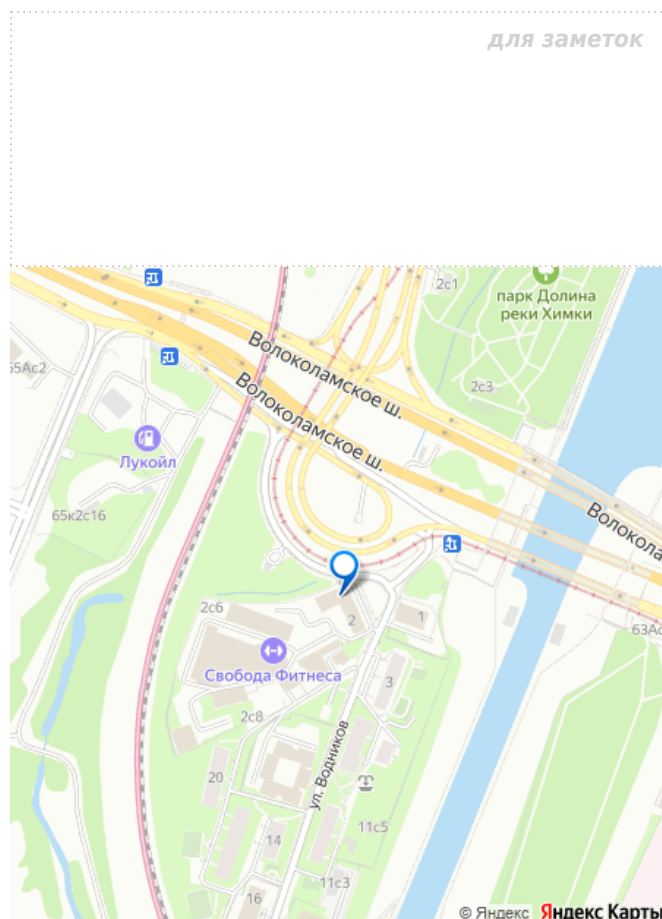 для заметок
2с1
парк Долина
реки Химки
Волоколамское ш.
65Ас2
2с3
Волоколамское ш.
Лукойл
65к2с16
Волокола
2с6
2
1
63Ас
Свобода Фитнеса
3
2с8
ул. Водников
20
11с5
14
11с3
16
© Яндекс Яндекс Карты